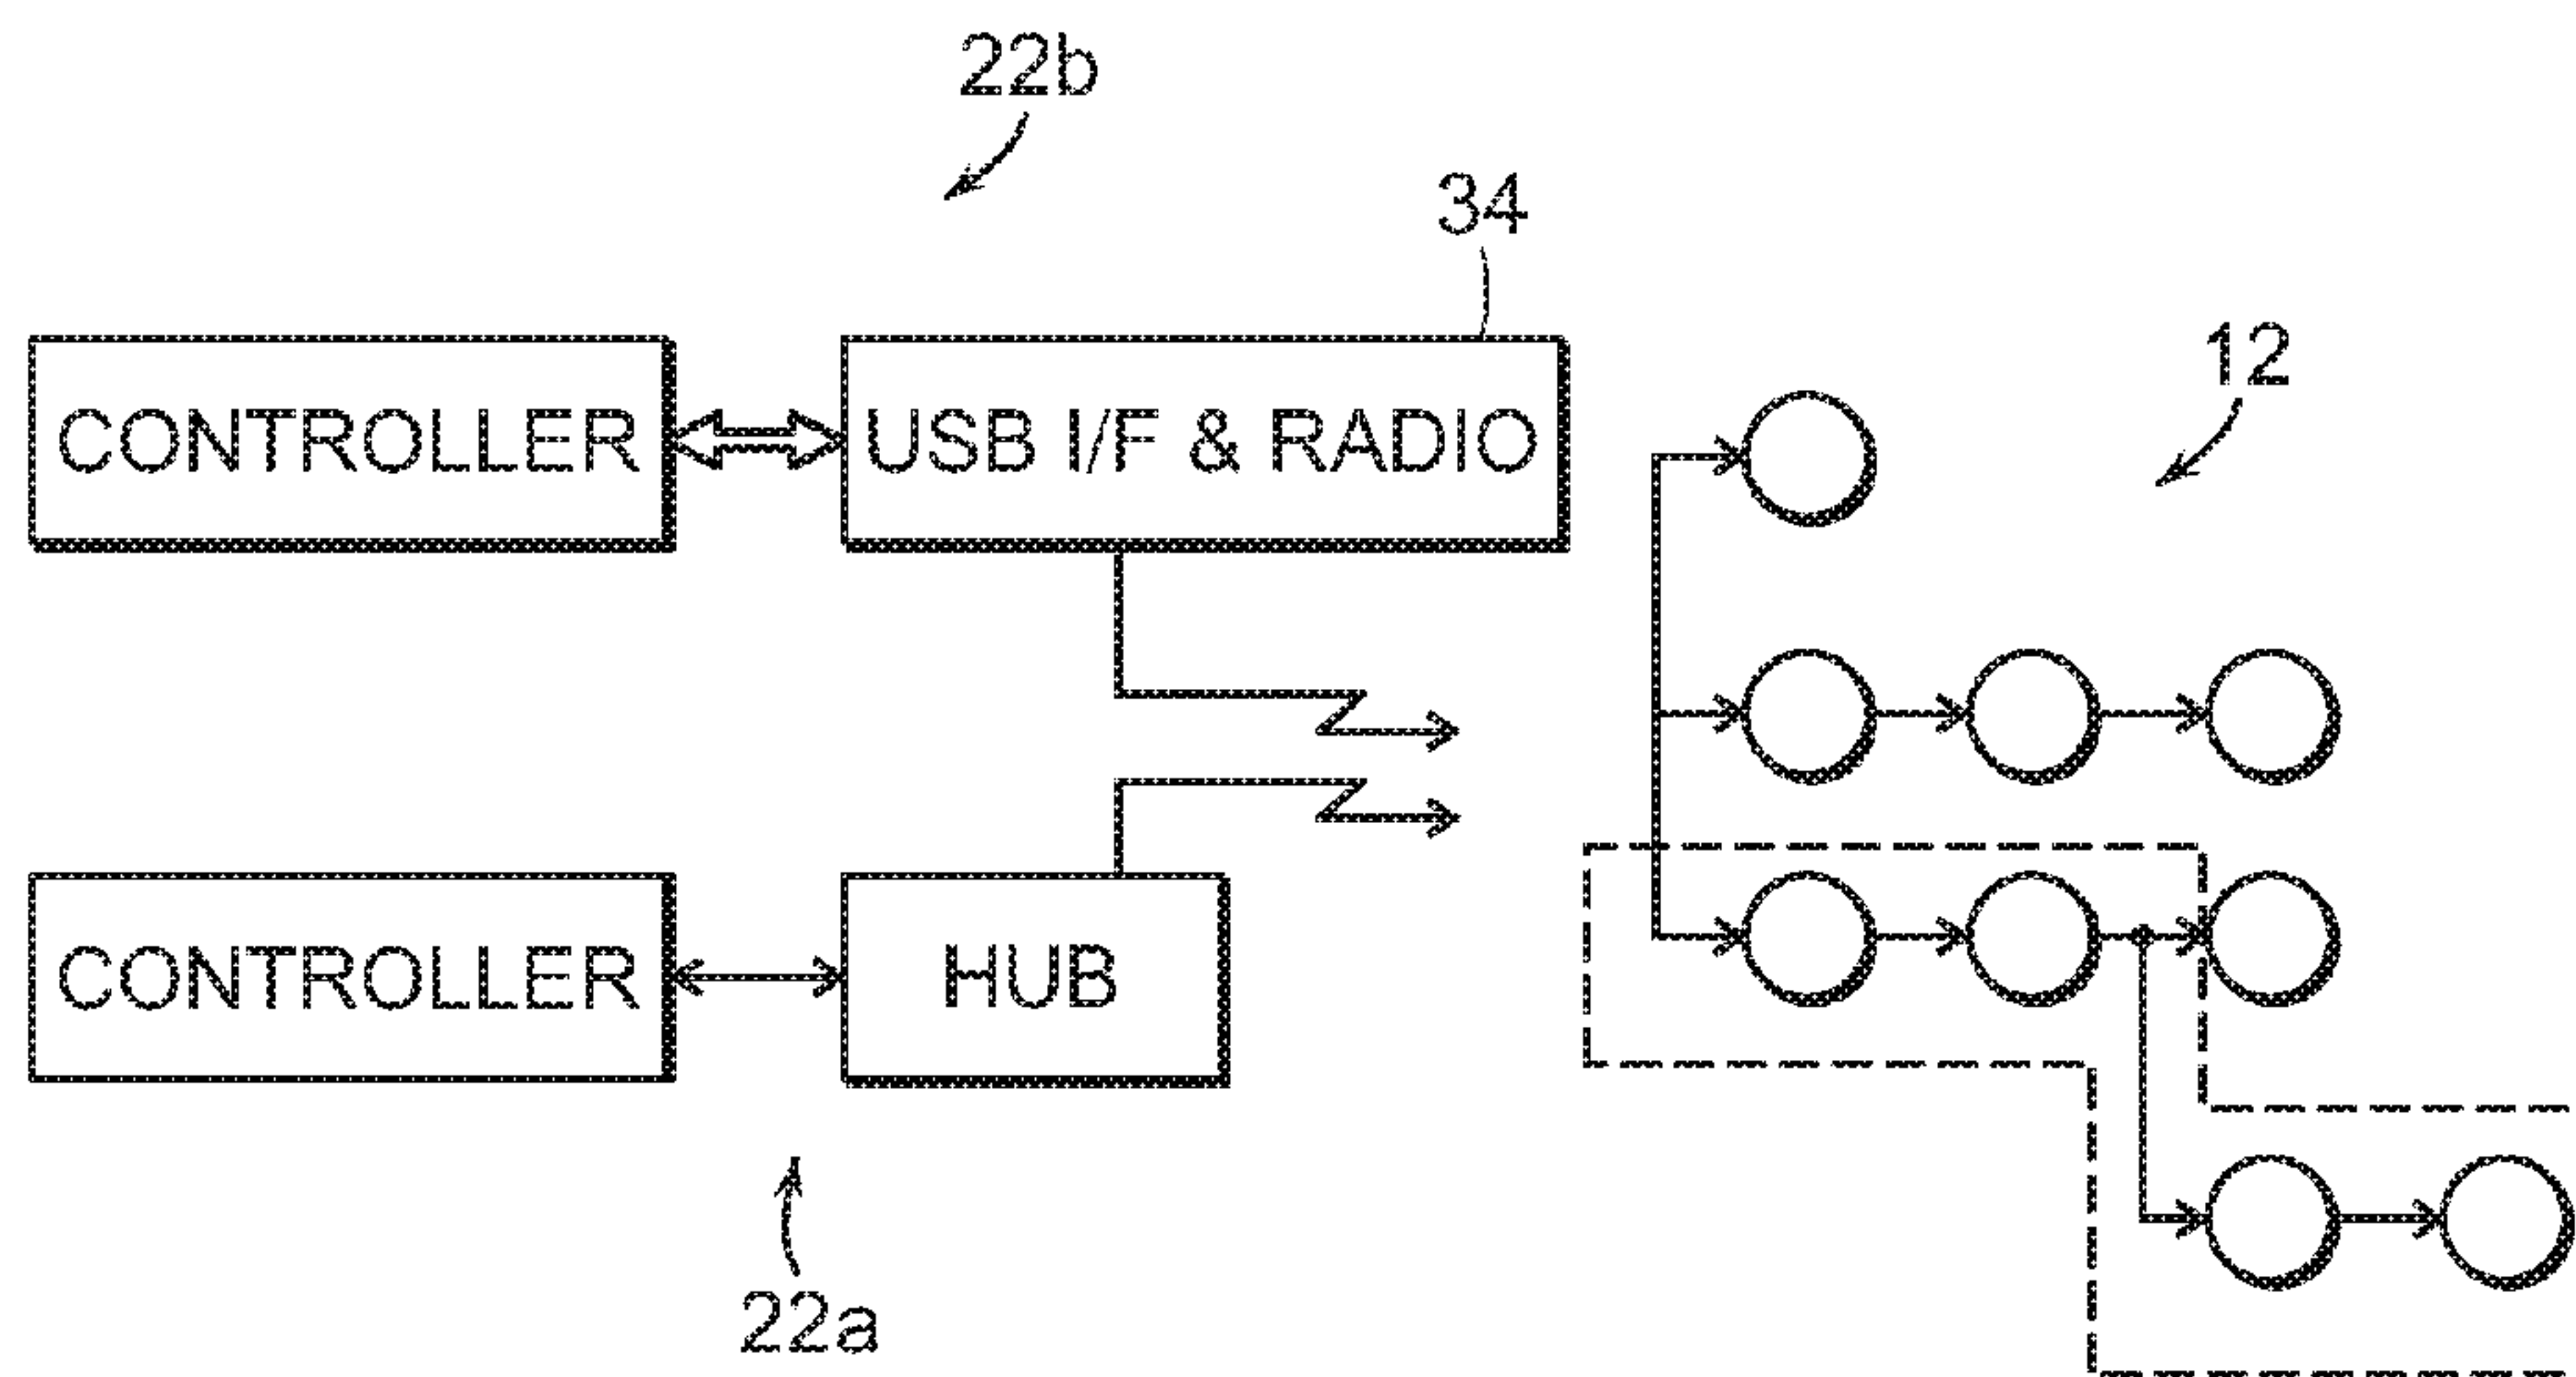 22b
34
12
CONTROLLER
USB I/F & RADIO
CONTROLLER
HUB
22a